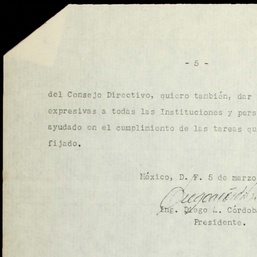 - 5 -
del Consejo Directivo, quiero también, dar
expresivas a todas las Instituciones y pers
ayudado en el cumplimiento de las tareas qu
fijado.
México, D. F. 5 de marzo
Ing. Diego L. Córdob
Presidente.